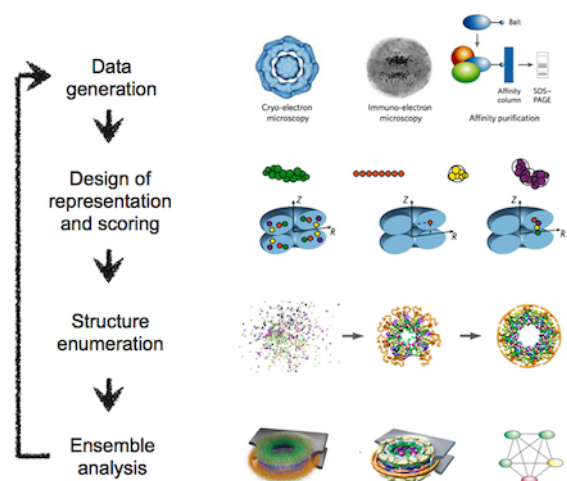 Data
generation
Bait
Affinity
column
SDS–
PAGE
Cryo-electron
microscopy
Immuno-electron
microscopy
Affinity purification
Design of
representation
and scoring
Z
R
Z
R
Z
R
Structure
enumeration
Ensemble
analysis